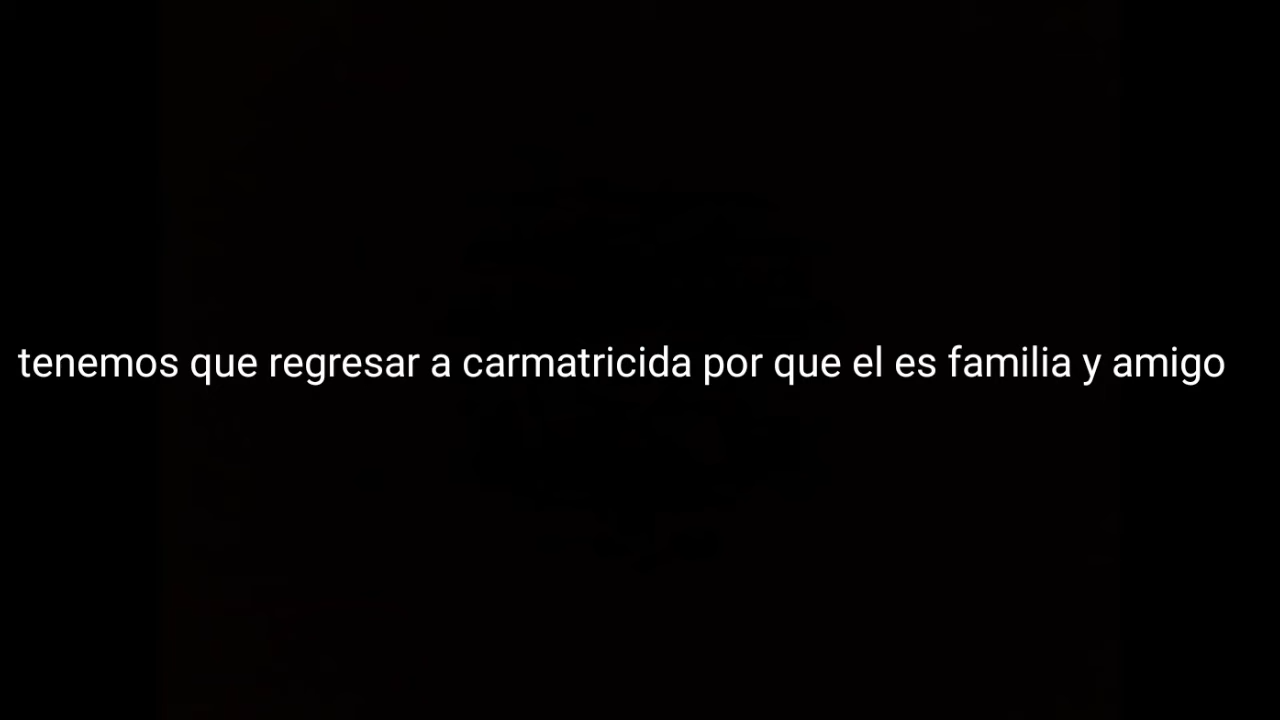 tenemos que regresar a carmatricida por que el es familia y amigo